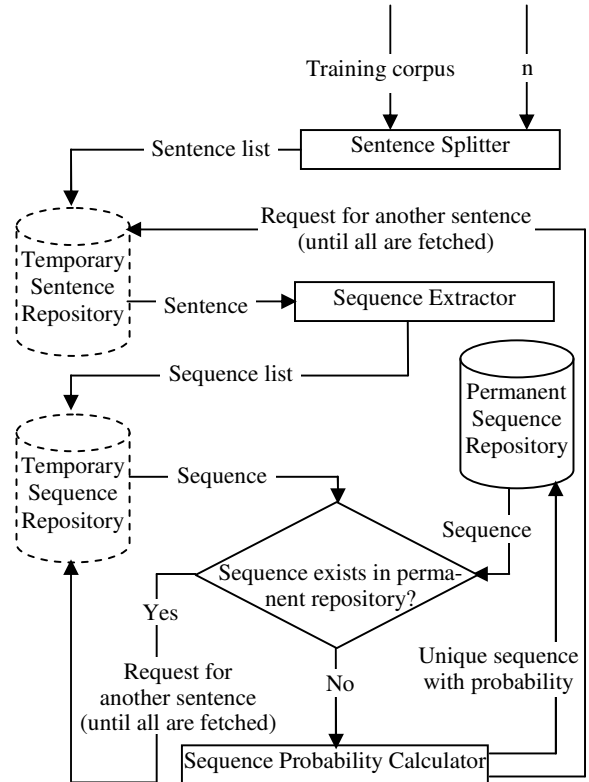 Training corpus
n
Sentence Splitter
Sentence list
Request for another sentence
(until all are fetched)
Temporary
Sentence
Repository
Sentence
Sequence Extractor
Sequence list
Permanent
Sequence
Repository
Temporary
Sequence
Repository
Sequence
Sequence
Sequence exists in perma-
nent repository?
Yes
Request for
another sentence
(until all are fetched)
No
Unique sequence
with probability
Sequence Probability Calculator